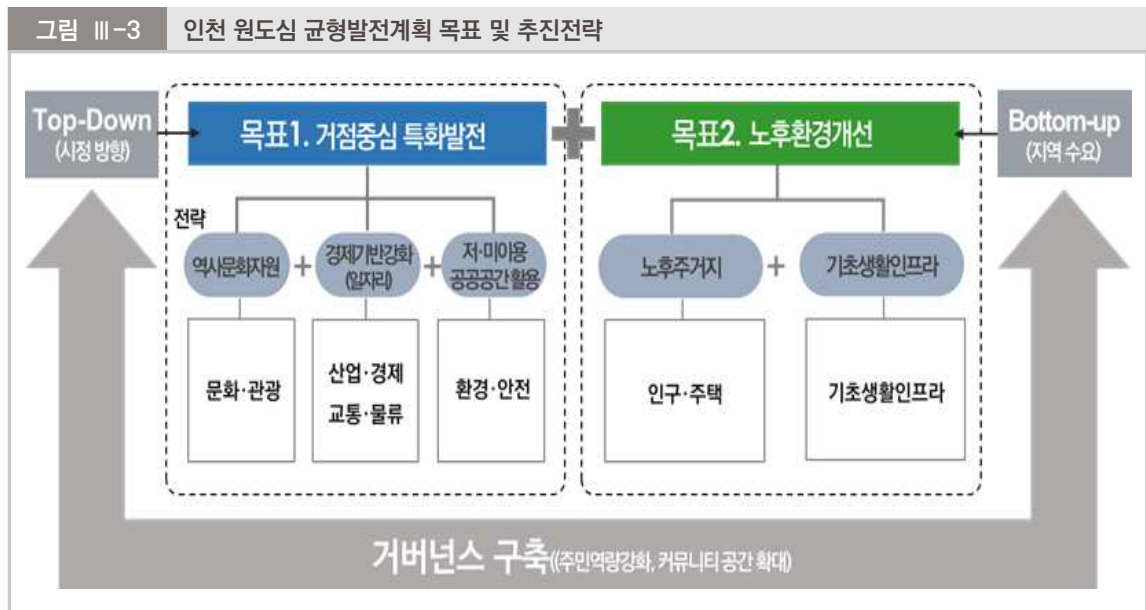 그림 Ⅲ-3 인천 원도심 균형발전계획 목표 및 추진전략
Top-Down
(시정 방향)
목표1. 거점중심 특화발전
+
목표2. 노후환경개선
Bottom-up
(지역 수요)
전략
역사문화자원
+
경제기반강화
(일자리)
+
저·미이용
공공공간 활용
노후주거지
+
기초생활인프라
문화·관광
산업·경제
교통·물류
환경·안전
인구·주택
기초생활인프라
거버넌스 구축((주민역량강화, 커뮤니티 공간 확대)